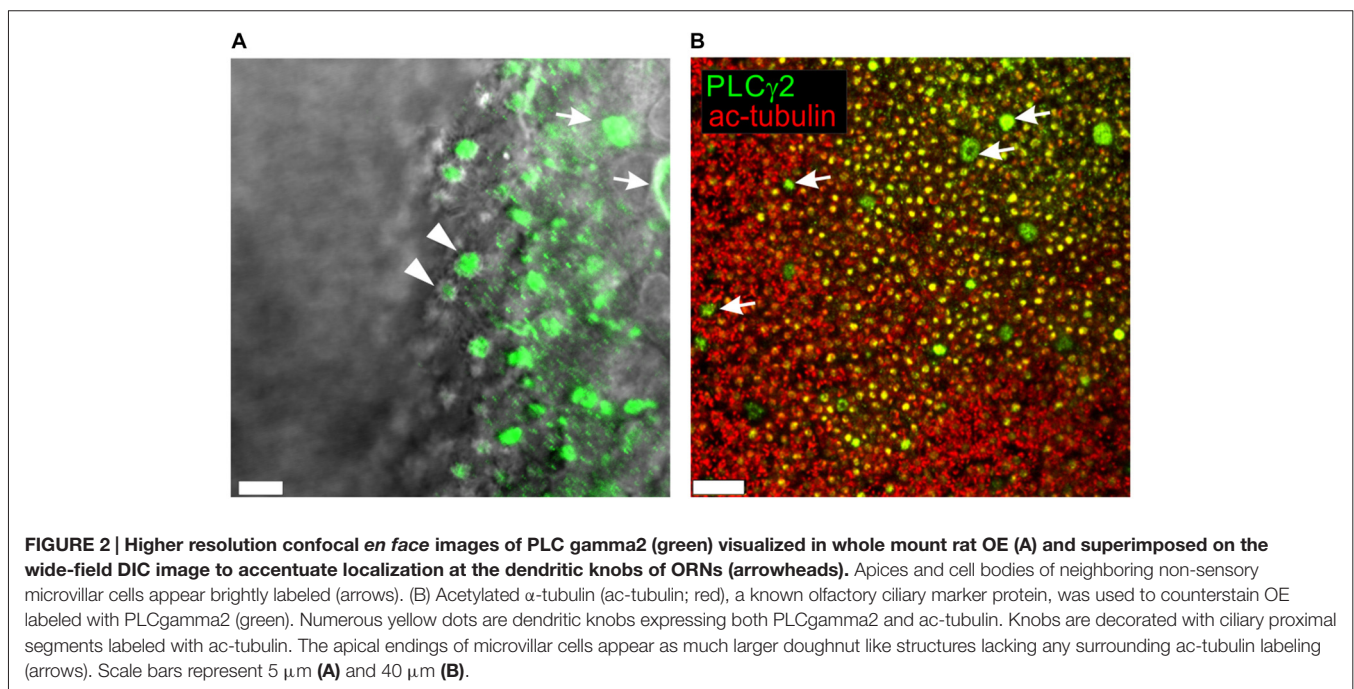 A
B
PLCγ2
ac-tubulin
FIGURE 2 | Higher resolution confocal en face images of PLC gamma2 (green) visualized in whole mount rat OE (A) and superimposed on the
wide-field DIC image to accentuate localization at the dendritic knobs of ORNs (arrowheads). Apices and cell bodies of neighboring non-sensory
microvillar cells appear brightly labeled (arrows). (B) Acetylated α-tubulin (ac-tubulin; red), a known olfactory ciliary marker protein, was used to counterstain OE
labeled with PLCgamma2 (green). Numerous yellow dots are dendritic knobs expressing both PLCgamma2 and ac-tubulin. Knobs are decorated with ciliary proximal
segments labeled with ac-tubulin. The apical endings of microvillar cells appear as much larger doughnut like structures lacking any surrounding ac-tubulin labeling
(arrows). Scale bars represent 5 μm (A) and 40 μm (B).